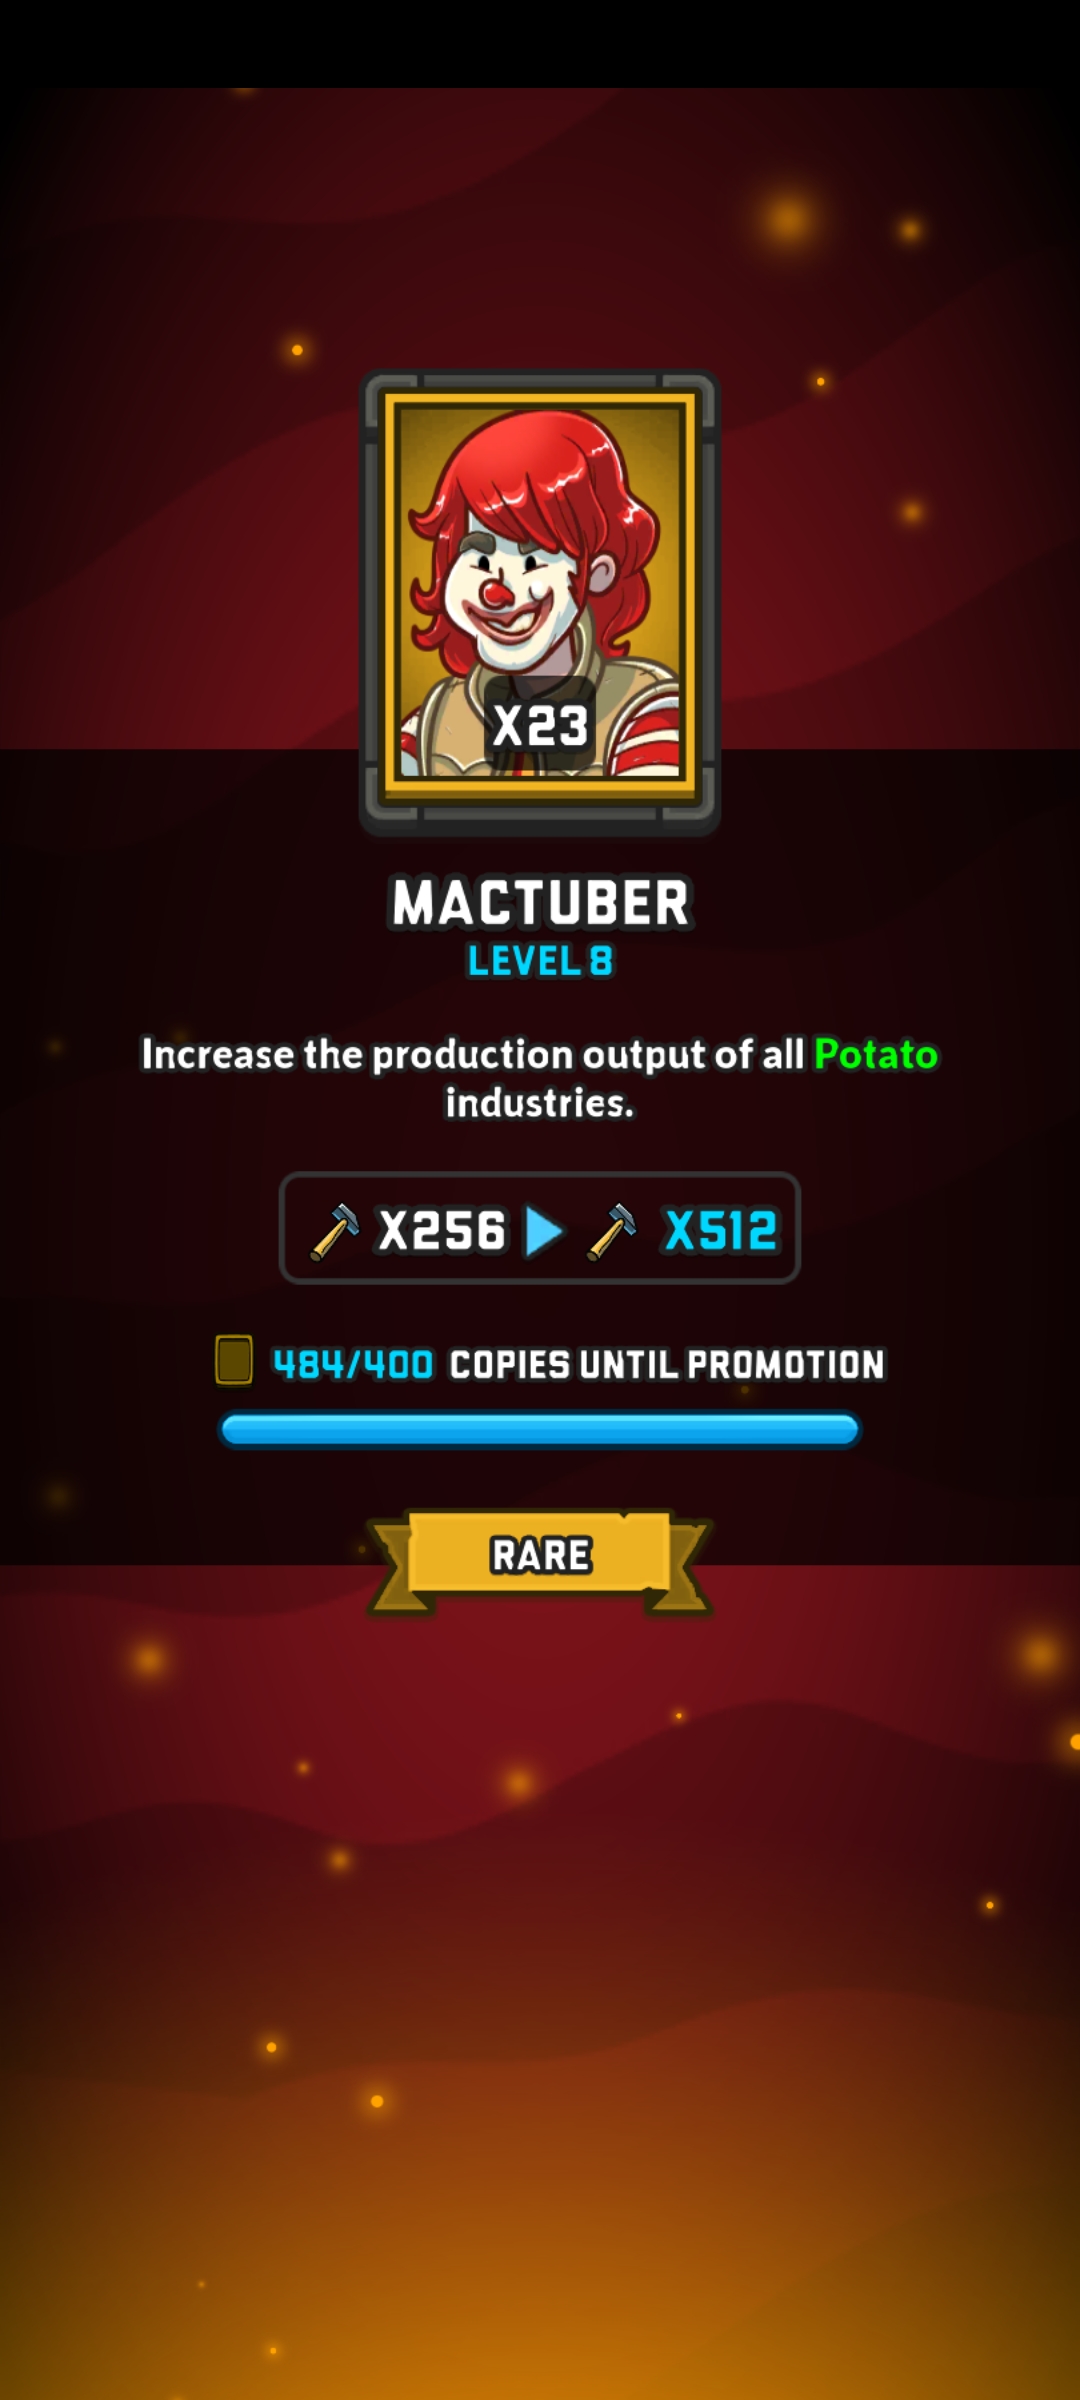 X23
MACTUBER
LEVEL 8
Increase the production output of all Potato
industries.
X256 X512
484/400 COPIES UNTIL PROMOTION
RARE